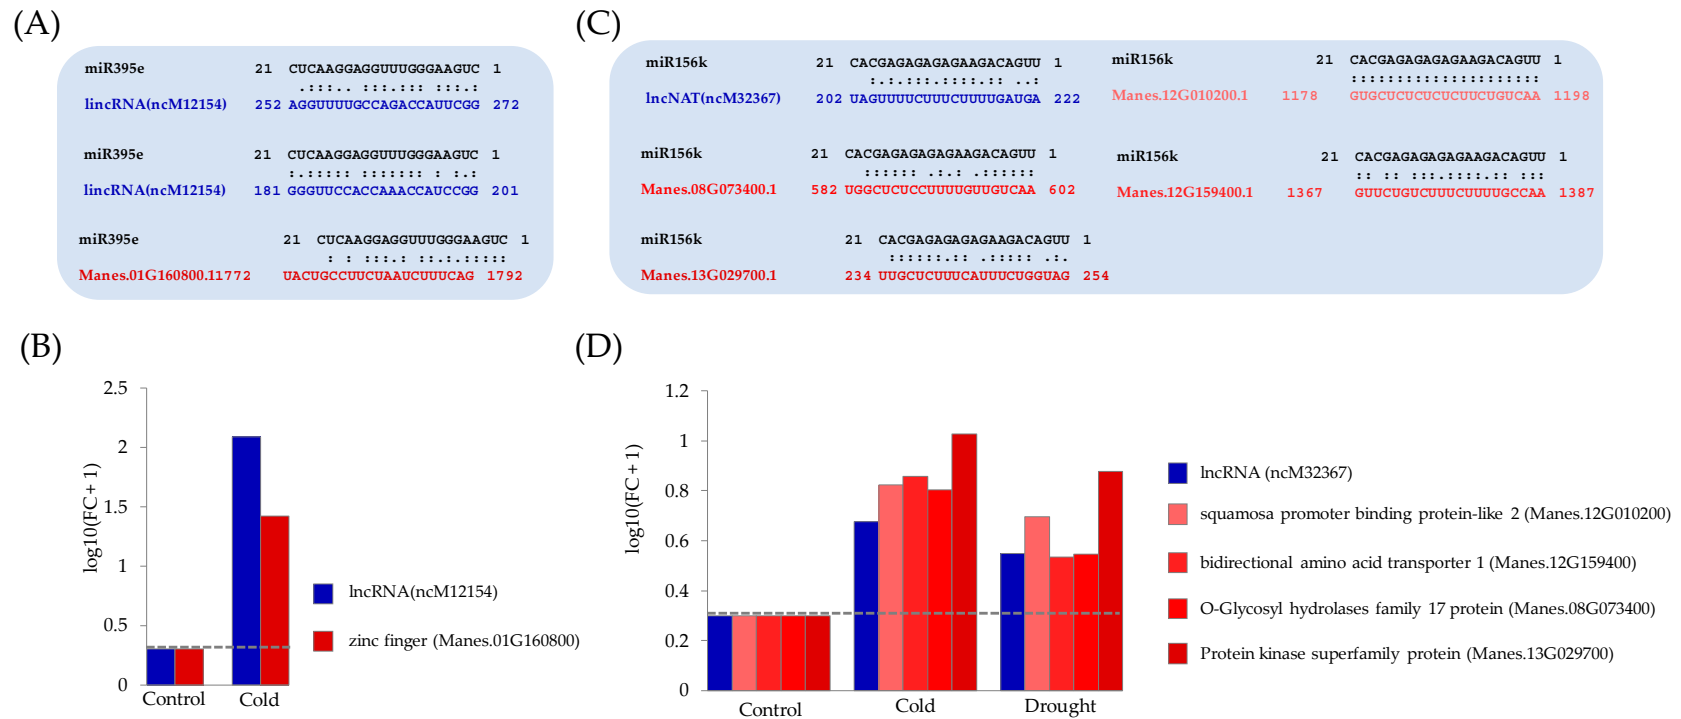 (A)
miR395e 21 CUCAAGGAGGUUUGGGAAGUC 1
.:::.. :::.::: :::.:
lincRNA(ncM12154) 252 AGGUUUUGCCAGACCAUUCGG 272
miR395e 21 CUCAAGGAGGUUUGGGAAGUC 1
:.::::: ::::::: : .:
lincRNA(ncM12154) 181 GGGUUCCACCAAACCAUCCGG 201
miR395e 21 CUCAAGGAGGUUUGGGAAGUC 1
: : :::.: ::.:.:::::
Manes.01G160800.11772 UACUGCCUUCUAAUCUUUCAG 1792
(B)
log10(FC + 1)
2.5
2
1.5
1
0.5
0
Control Cold
lncRNA(ncM12154)
zinc finger (Manes.01G160800)
(C)
miR156k 21 CACGAGAGAGAGAAGACAGUU 1
:.:.:::.::::.:: ..:
lncNAT(ncM32367) 202 UAGUUUUCUUUCUUUUGAUGA 222
miR156k 21 CACGAGAGAGAGAAGACAGUU 1
:::::::::::::::::::::
Manes.12G010200.1 1178 GUGCUCUCUCUCUUCUGUCAA 1198
miR156k 21 CACGAGAGAGAGAAGACAGUU 1
:::::: .:.: .::::::
Manes.08G073400.1 582 UGGCUCUCCUUUUGUUGUCAA 602
miR156k 21 CACGAGAGAGAGAAGACAGUU 1
:: :: :::.::::.:: ::
Manes.12G159400.1 1367 GUUCUGUCUUUCUUUUGCCAA 1387
miR156k 21 CACGAGAGAGAGAAGACAGUU 1
::::::.:: .::::: .:.
Manes.13G029700.1 234 UUGCUCUUUCAUUUCUGGUAG 254
(D)
log10(FC + 1)
1.2
1
0.8
0.6
0.4
0.2
0
Control Cold Drought
lncRNA (ncM32367)
squamosa promoter binding protein-like 2 (Manes.12G010200)
bidirectional amino acid transporter 1 (Manes.12G159400)
O-Glycosyl hydrolases family 17 protein (Manes.08G073400)
Protein kinase superfamily protein (Manes.13G029700)